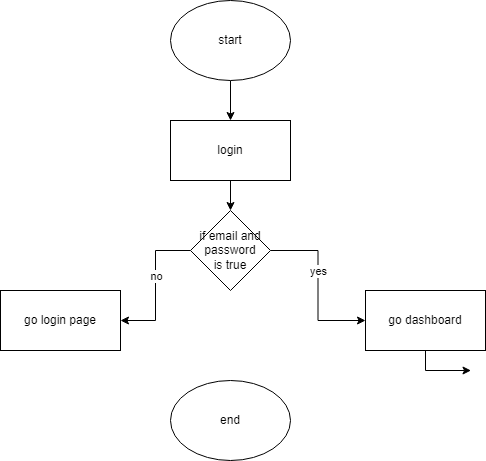 start
login
if email and
password
is true
no
yes
go login page
go dashboard
end